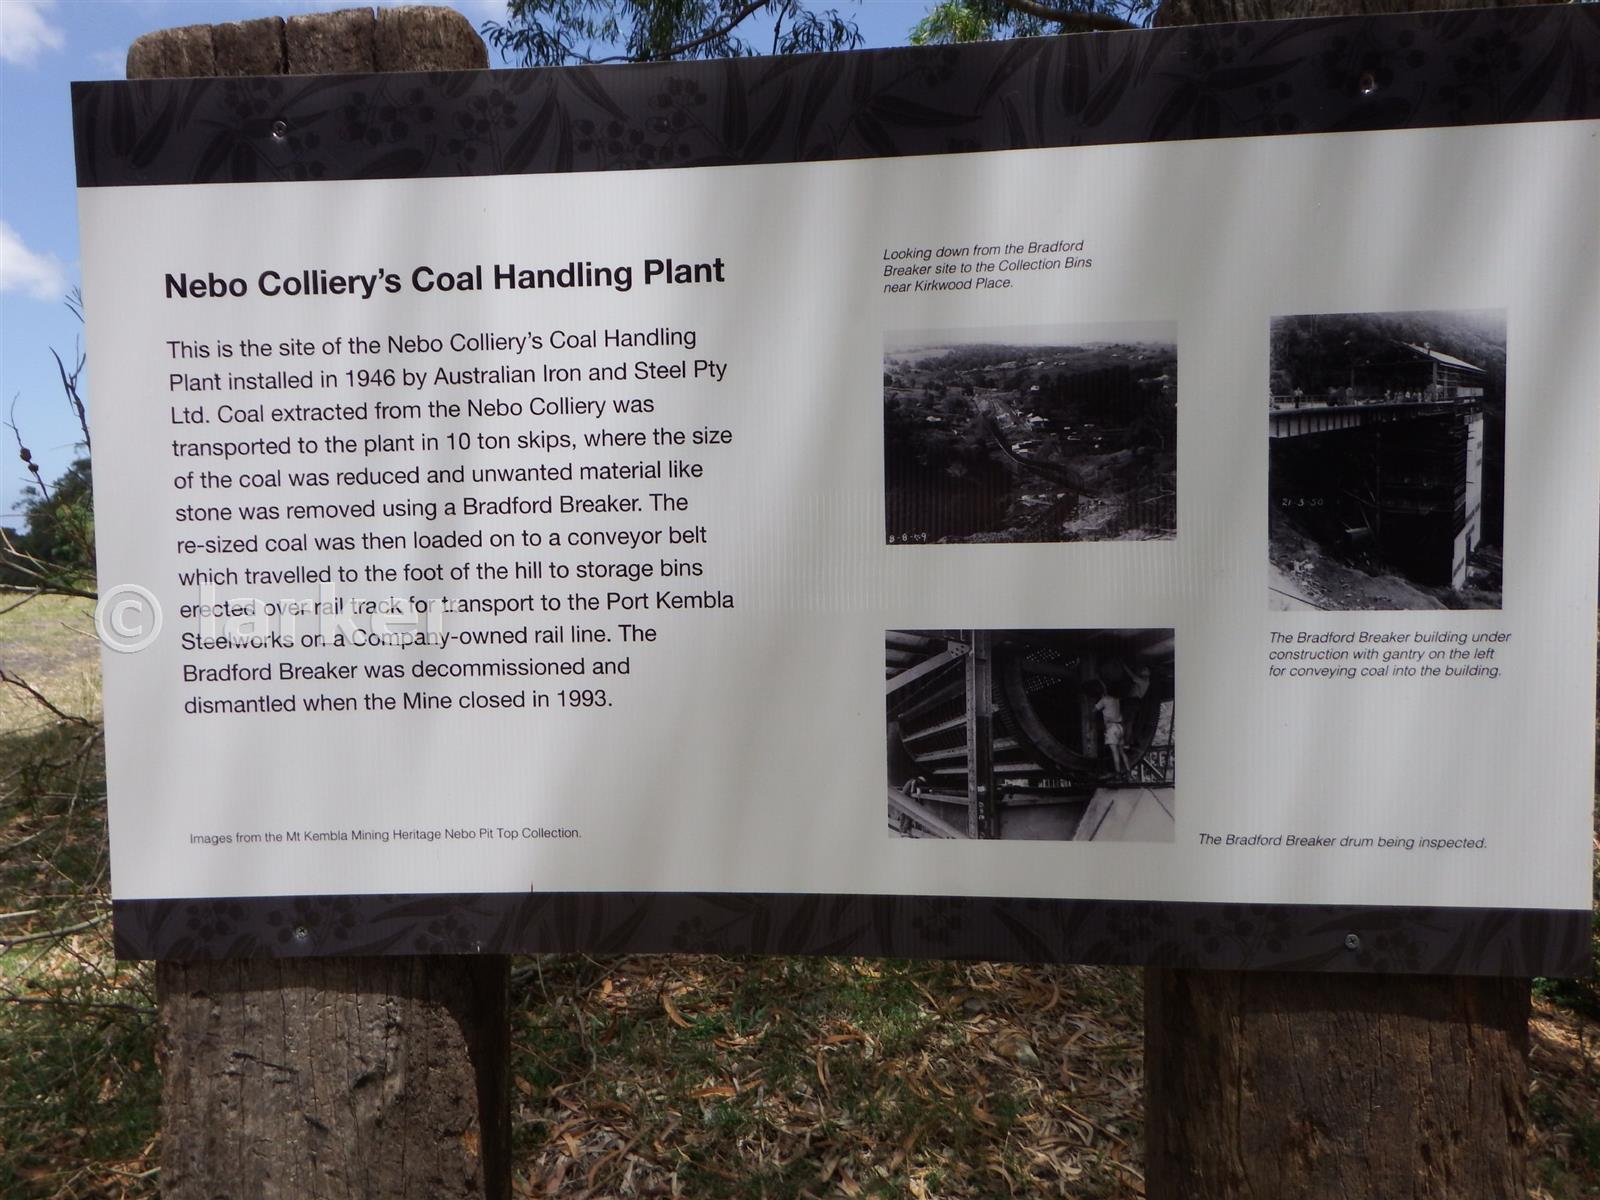 Nebo Colliery's Coal Handling Plant
This is the site of the Nebo Colliery's Coal Handling
Plant installed in 1946 by Australian Iron and Steel Pty
Ltd. Coal extracted from the Nebo Colliery was
transported to the plant in 10 ton skips, where the size
of the coal was reduced and unwanted material like
stone was removed using a Bradford Breaker. The
re-sized coal was then loaded on to a conveyor belt
which travelled to the foot of the hill to storage bins
erected over rail track for transport to the Port Kembla
Steelworks on a Company-owned rail line. The
Bradford Breaker was decommissioned and
dismantled when the Mine closed in 1993.
Images from the Mt Kembla Mining Heritage Nebo Pit Top Collection.
Looking down from the Bradford
Breaker site to the Collection Bins
near Kirkwood Place.
8-8-49
21-3-50
The Bradford Breaker building under
construction with gantry on the left
for conveying coal into the building.
The Bradford Breaker drum being inspected.
© larker